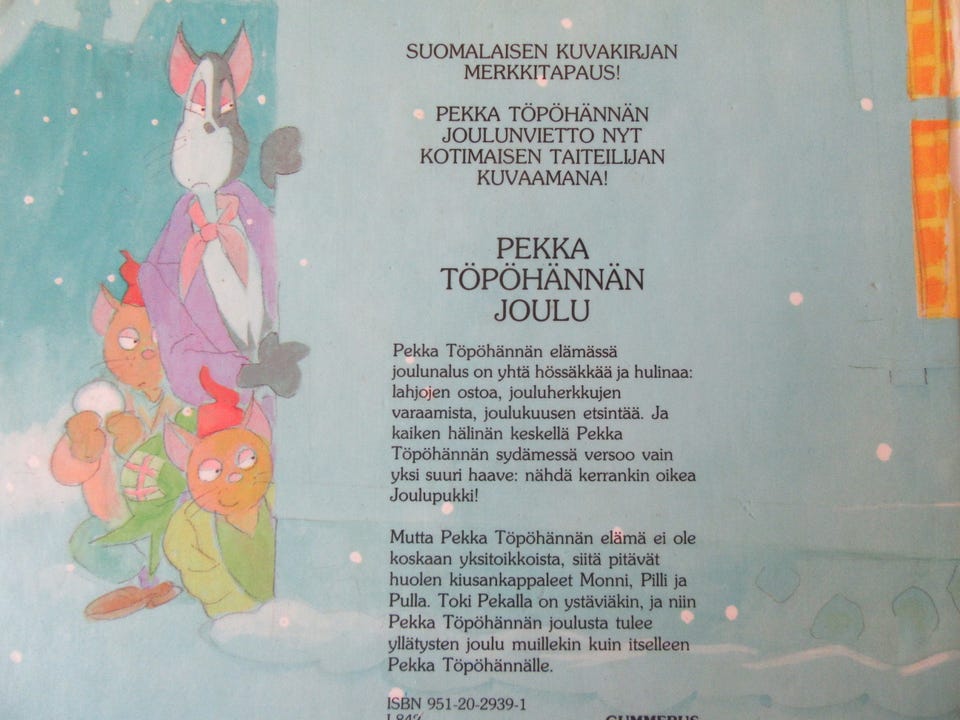 SUOMALAISEN KUVAKIRJAN
MERKKITAPAUS!
PEKKA TÖPÖHÄNNÄN
JOULUNVIETTO NYT
KOTIMAISEN TAITEILIJAN
KUVAAMANA!
PEKKA
TÖPÖHÄNNÄN
JOULU
Pekka Töpöhännän elämässä
joulunalus on yhtä hössäkkää ja hulinaa:
lahjojen ostoa, jouluherkkujen
varaamista, joulukuusen etsintää. Ja
kaiken hälinän keskellä Pekka
Töpöhännän sydämessä versoo vain
yksi suuri haave: nähdä kerrankin oikea
Joulupukki!
Mutta Pekka Töpöhännän elämä ei ole
koskaan yksitoikkoista, siitä pitävät
huolen kiusankappaleet Monni, Pilli ja
Pulla. Toki Pekalla on ystäviäkin, ja niin
Pekka Töpöhännän joulusta tulee
yllätysten joulu muillekin kuin itselleen
Pekka Töpöhännälle.
ISBN 951-20-2939-1
GUMMERUS